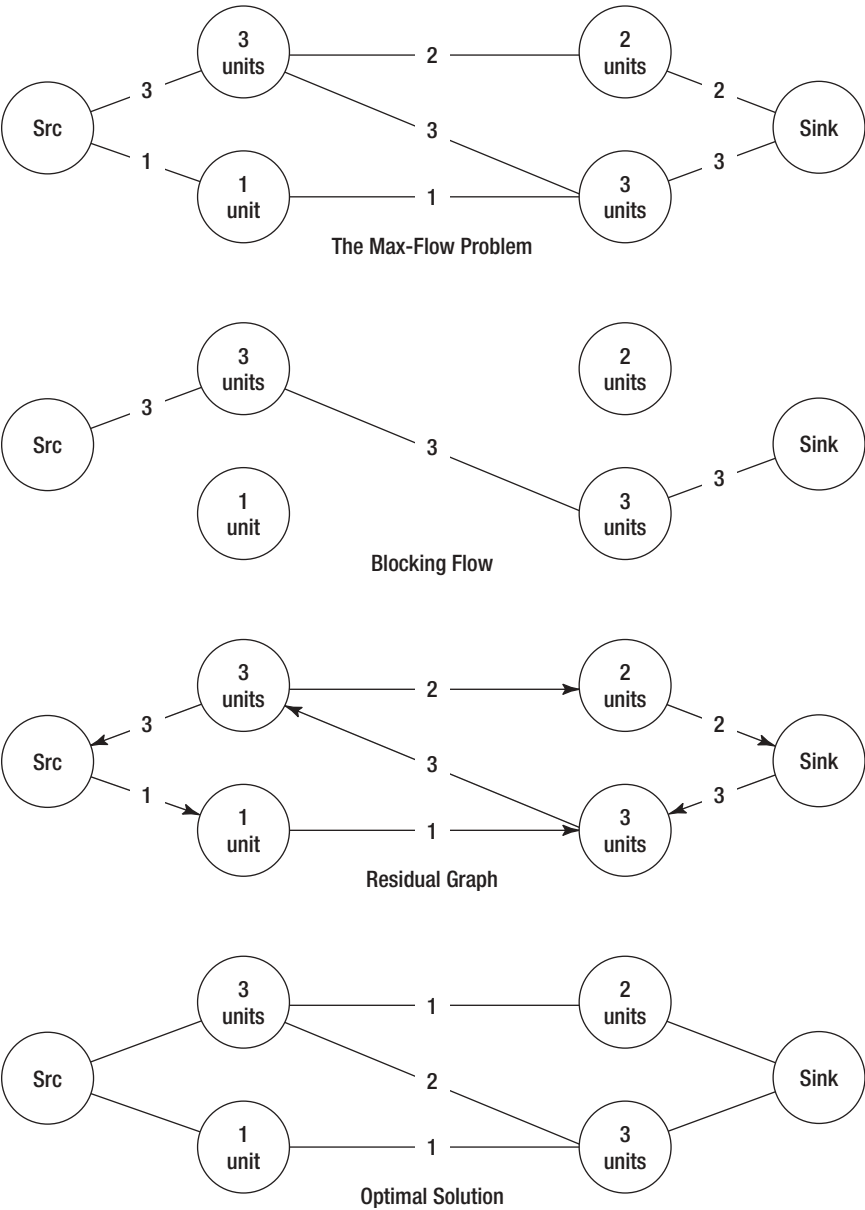 3
units
2
2
units
3
2
Src
Sink
3
1
3
1
unit
1
3
units
The Max-Flow Problem
3
units
2
units
3
Src
3
Sink
3
1
unit
3
units
Blocking Flow
3
units
2
2
units
3
2
Src
3
Sink
1
3
1
unit
1
3
units
Residual Graph
3
units
1
2
units
Src
2
Sink
1
unit
1
3
units
Optimal Solution